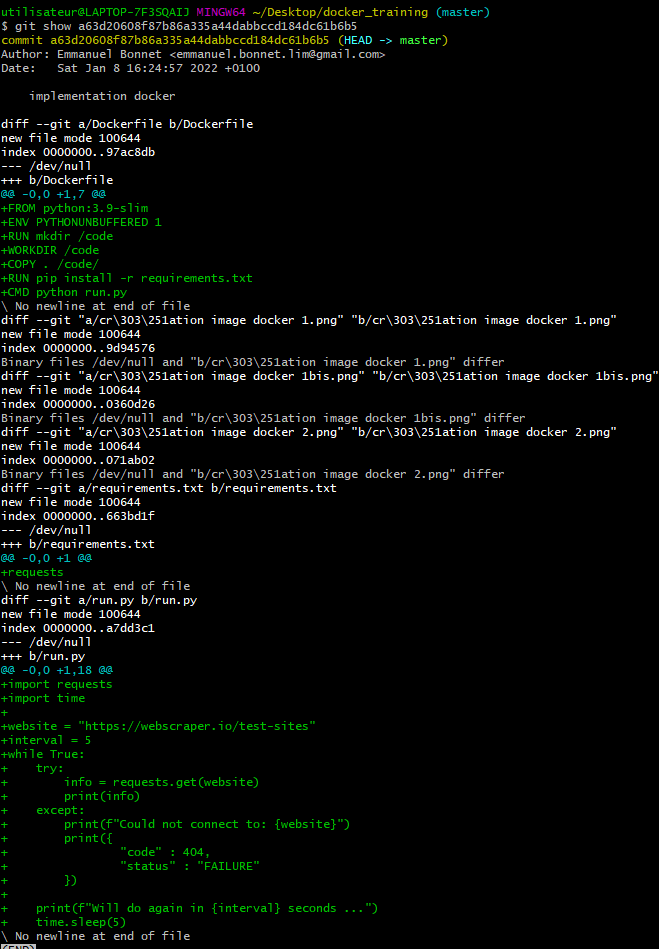 utilisateur@LAPTOP-7F3SQAIJ MINGW64 ~/Desktop/docker_training (master)
$ git show a63d20608f87b86a335a44dabbccd184dc61b6b5
commit a63d20608f87b86a335a44dabbccd184dc61b6b5 (HEAD -> master)
Author: Emmanuel Bonnet <emmanuel.bonnet.lim@gmail.com>
Date:   Sat Jan 8 16:24:57 2022 +0100

    implementation docker

diff --git a/Dockerfile b/Dockerfile
new file mode 100644
index 0000000..97ac8db
--- /dev/null
+++ b/Dockerfile
@@ -0,0 +1,7 @@
+FROM python:3.9-slim
+ENV PYTHONUNBUFFERED 1
+RUN mkdir /code
+WORKDIR /code
+COPY . /code/
+RUN pip install -r requirements.txt
+CMD python run.py
\ No newline at end of file
diff --git "a/cr\303\251ation image docker 1.png" "b/cr\303\251ation image docker 1.png"
new file mode 100644
index 0000000..9d94576
Binary files /dev/null and "b/cr\303\251ation image docker 1.png" differ
diff --git "a/cr\303\251ation image docker 1bis.png" "b/cr\303\251ation image docker 1bis.png"
new file mode 100644
index 0000000..0360d26
Binary files /dev/null and "b/cr\303\251ation image docker 1bis.png" differ
diff --git "a/cr\303\251ation image docker 2.png" "b/cr\303\251ation image docker 2.png"
new file mode 100644
index 0000000..071ab02
Binary files /dev/null and "b/cr\303\251ation image docker 2.png" differ
diff --git a/requirements.txt b/requirements.txt
new file mode 100644
index 0000000..663bd1f
--- /dev/null
+++ b/requirements.txt
@@ -0,0 +1 @@
+requests
\ No newline at end of file
diff --git a/run.py b/run.py
new file mode 100644
index 0000000..a7dd3c1
--- /dev/null
+++ b/run.py
@@ -0,0 +1,18 @@
+import requests
+import time
+
+website = "https://webscraper.io/test-sites"
+interval = 5
+while True:
+    try:
+        info = requests.get(website)
+        print(info)
+    except:
+        print(f"Could not connect to: {website}")
+        print({
+                "code" : 404,
+                "status" : "FAILURE"
+        })
+
+    print(f"Will do again in {interval} seconds ...")
+    time.sleep(5)
\ No newline at end of file
(END)